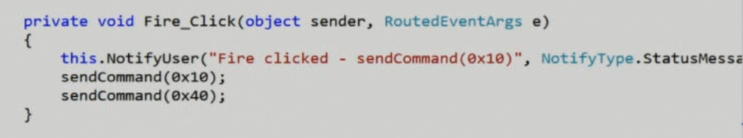 private void Fire_Click(object sender, RoutedEventArgs e)
{
this.NotifyUser("Fire clicked - sendCommand(0x10)", NotifyType.StatusMessa
sendCommand(0x10);
sendCommand(0x40);
}